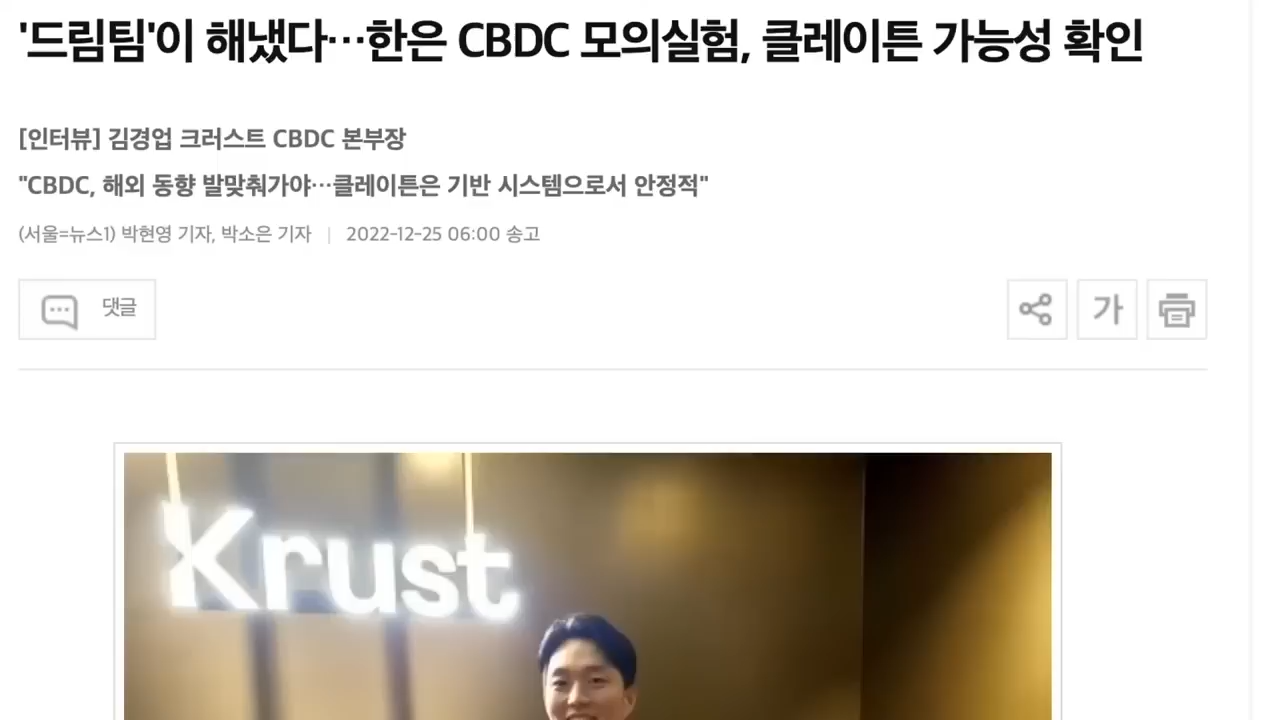 '드림팀'이 해냈다…한은 CBDC 모의실험, 클레이튼 가능성 확인
[인터뷰] 김경업 크러스트 CBDC 본부장
"CBDC, 해외 동향 발맞춰가야…클레이튼은 기반 시스템으로서 안정적"
(서울=뉴스1) 박현영 기자, 박소은 기자 | 2022-12-25 06:00 송고
댓글
가
Krust